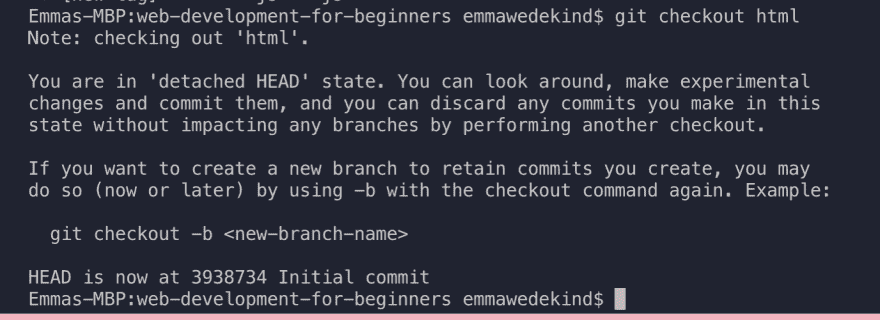 Emmas-MBP:web-development-for-beginners emmawedekind$ git checkout html
Note: checking out 'html'.
You are in 'detached HEAD' state. You can look around, make experimental
changes and commit them, and you can discard any commits you make in this
state without impacting any branches by performing another checkout.
If you want to create a new branch to retain commits you create, you may
do so (now or later) by using -b with the checkout command again. Example:
git checkout -b <new-branch-name>
HEAD is now at 3938734 Initial commit
Emmas-MBP:web-development-for-beginners emmawedekind$